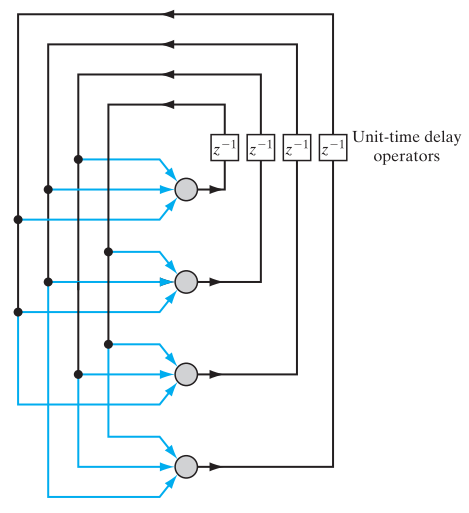 z⁻¹ z⁻¹ z⁻¹ z⁻¹ Unit-time delay
operators